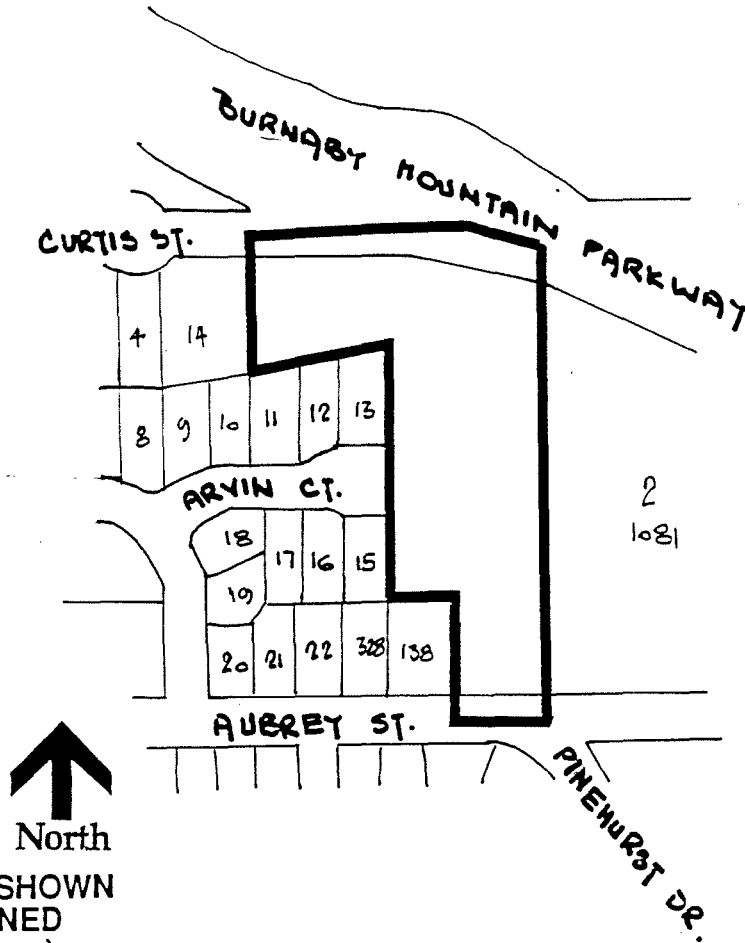 BURNABY MOUNTAIN PARKWAY
CURTIS ST.
4 14
8 9 10 11 12 13
ARVIN CT.
2
1081
18 17 16 15
19
20 21 22 328 138
AUBREY ST.
PINEHURST DR.
North
SHOWN
NED